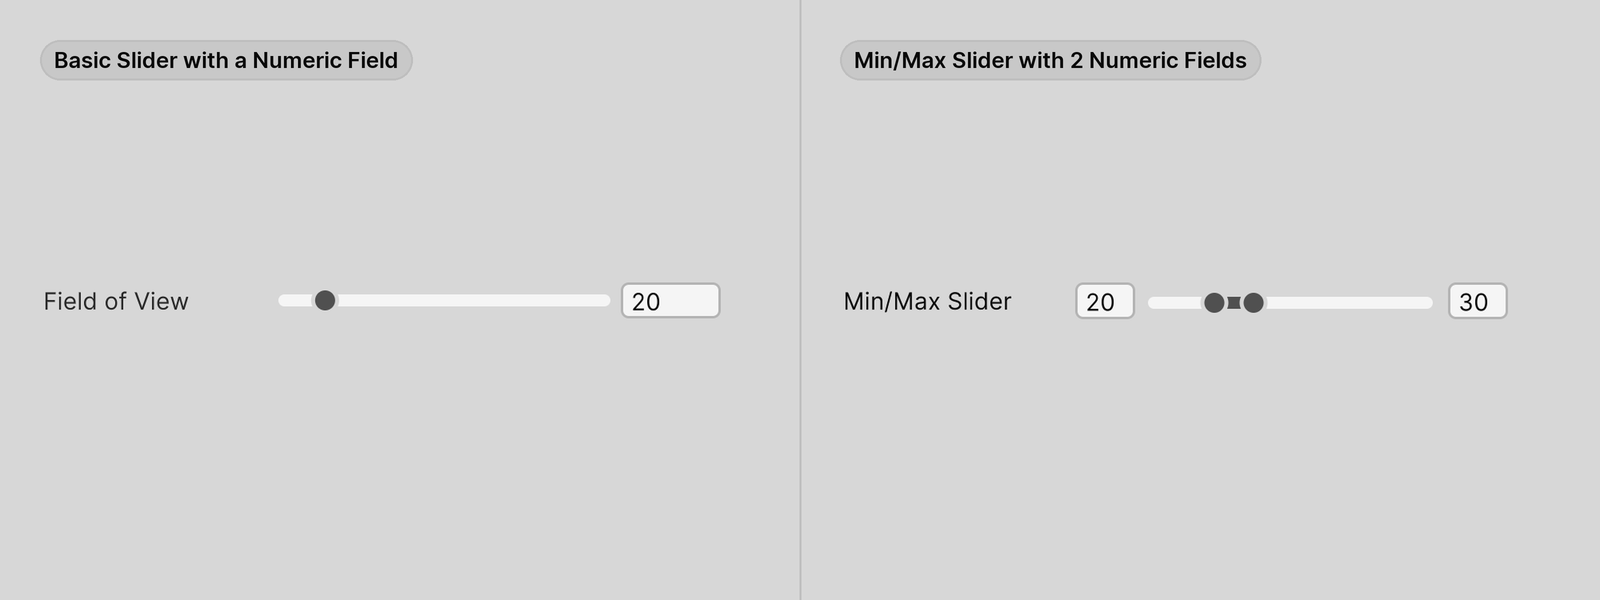 Basic Slider with a Numeric Field
Field of View
20
Min/Max Slider with 2 Numeric Fields
Min/Max Slider
20
30